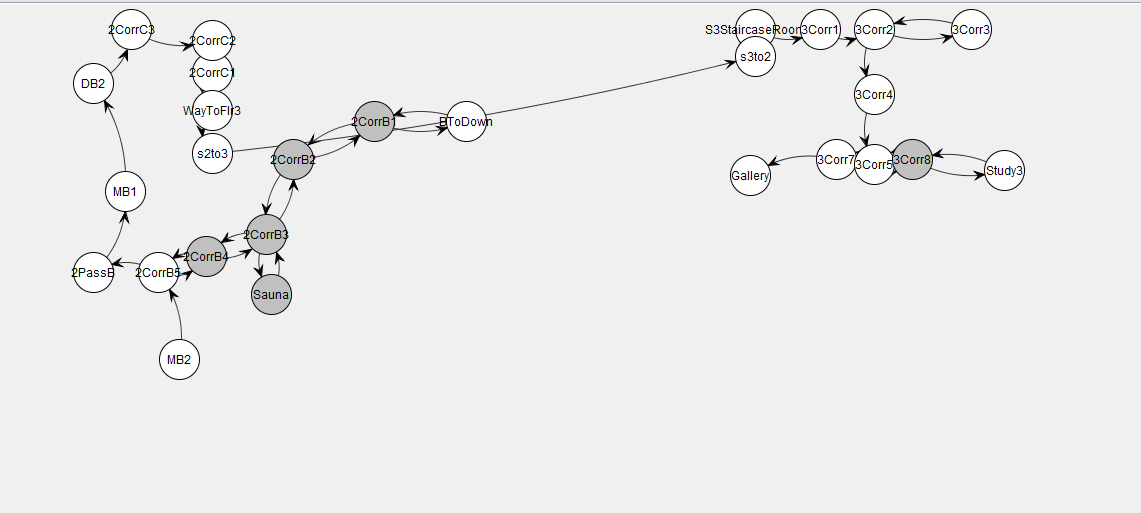 2CorrC3
2CorrC2
S3StaircaseRoom
3Corr1
3Corr2
3Corr3
s3to2
2CorrC1
DB2
3Corr4
WayToFlr3
2CorrB1
BToDown
s2to3
2CorrB2
3Corr7
3Corr5
3Corr8
Study3
Gallery
MB1
2CorrB3
2CorrB4
2PassB
2CorrB5
Sauna
MB2